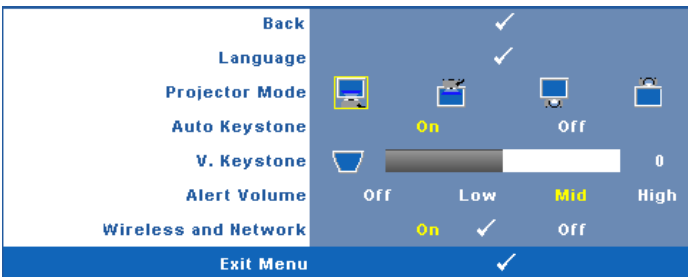 Back
Language
Projector Mode
Auto Keystone On Off
V. Keystone 0
Alert Volume Off Low Mid High
Wireless and Network On Off
Exit Menu